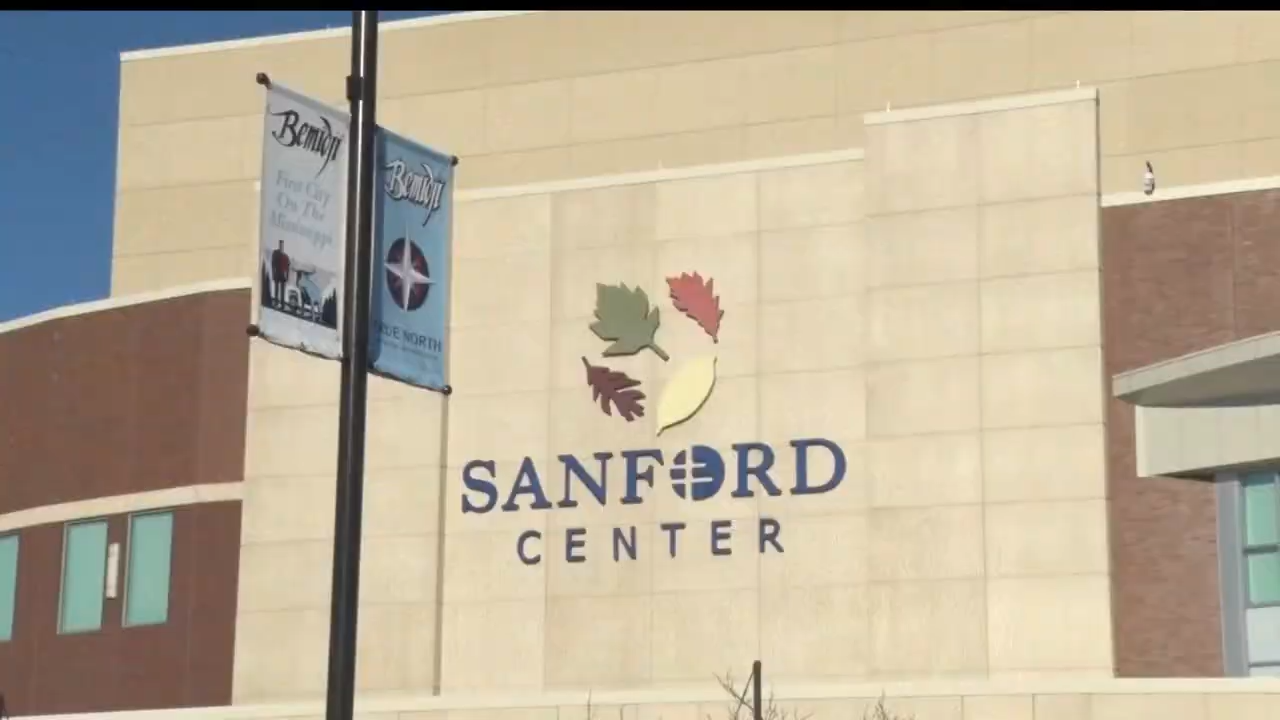 Bemidji
First City
On The
Mississippi
Bemidji
TRUE NORTH
SANFORD
CENTER